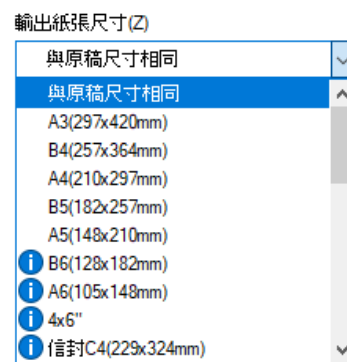 輸出紙張尺寸(Z)
與原稿尺寸相同
與原稿尺寸相同
A3(297x420mm)
B4(257x364mm)
A4(210x297mm)
B5(182x257mm)
A5(148x210mm)
B6(128x182mm)
A6(105x148mm)
4x6"
信封C4(229x324mm)